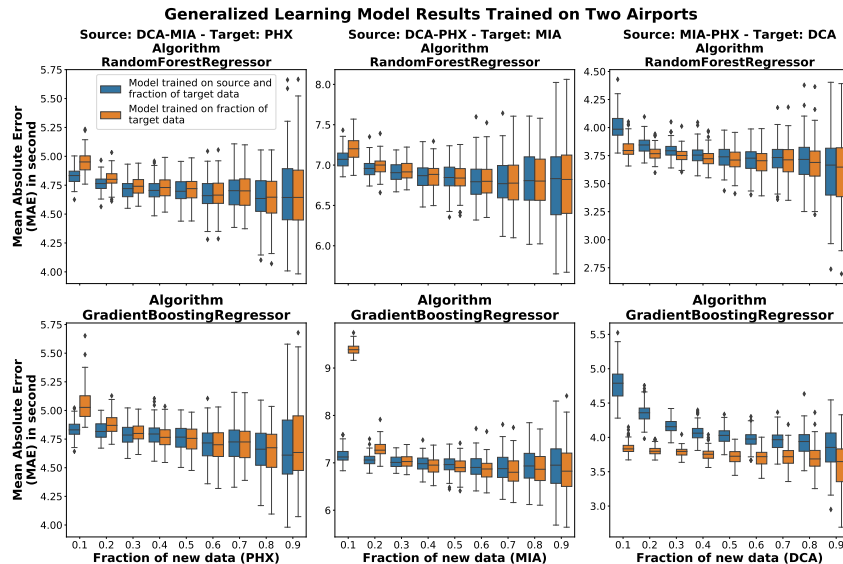 Generalized Learning Model Results Trained on Two Airports
Source: DCA-MIA - Target: PHX
Algorithm
RandomForestRegressor
Source: DCA-PHX - Target: MIA
Algorithm
RandomForestRegressor
Source: MIA-PHX - Target: DCA
Algorithm
RandomForestRegressor
Mean Absolute Error
(MAE) in second
5.75
5.50
5.25
5.00
4.75
4.50
4.25
4.00
Model trained on source and
fraction of target data
Model trained on fraction of
target data
8.0
7.5
7.0
6.5
6.0
4.50
4.25
4.00
3.75
3.50
3.25
3.00
2.75
Algorithm
GradientBoostingRegressor
Algorithm
GradientBoostingRegressor
Algorithm
GradientBoostingRegressor
Mean Absolute Error
(MAE) in second
5.75
5.50
5.25
5.00
4.75
4.50
4.25
4.00
0.1 0.2 0.3 0.4 0.5 0.6 0.7 0.8 0.9
Fraction of new data (PHX)
9
8
7
6
0.1 0.2 0.3 0.4 0.5 0.6 0.7 0.8 0.9
Fraction of new data (MIA)
5.5
5.0
4.5
4.0
3.5
3.0
0.1 0.2 0.3 0.4 0.5 0.6 0.7 0.8 0.9
Fraction of new data (DCA)